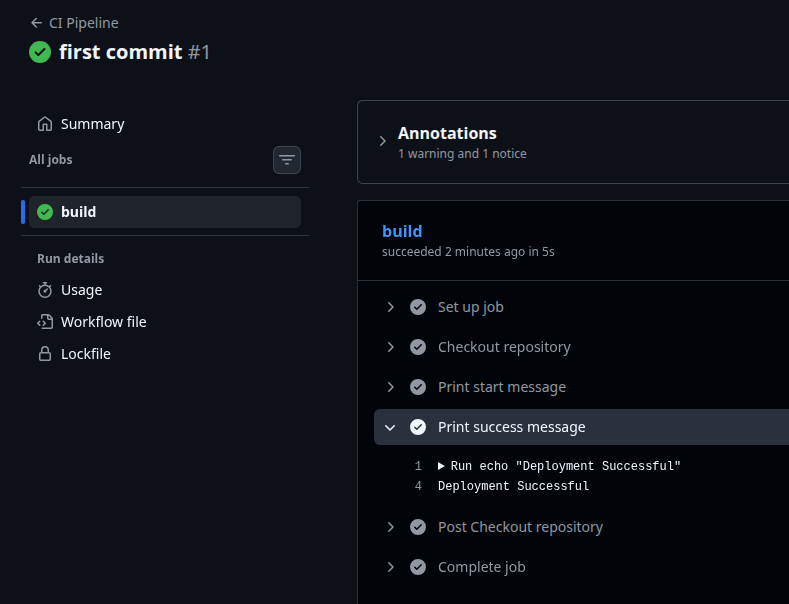 CI Pipeline
first commit #1
Summary
All jobs
build
Run details
Usage
Workflow file
Lockfile
Annotations
1 warning and 1 notice
build
succeeded 2 minutes ago in 5s
Set up job
Checkout repository
Print start message
Print success message
1 Run echo "Deployment Successful"
4 Deployment Successful
Post Checkout repository
Complete job